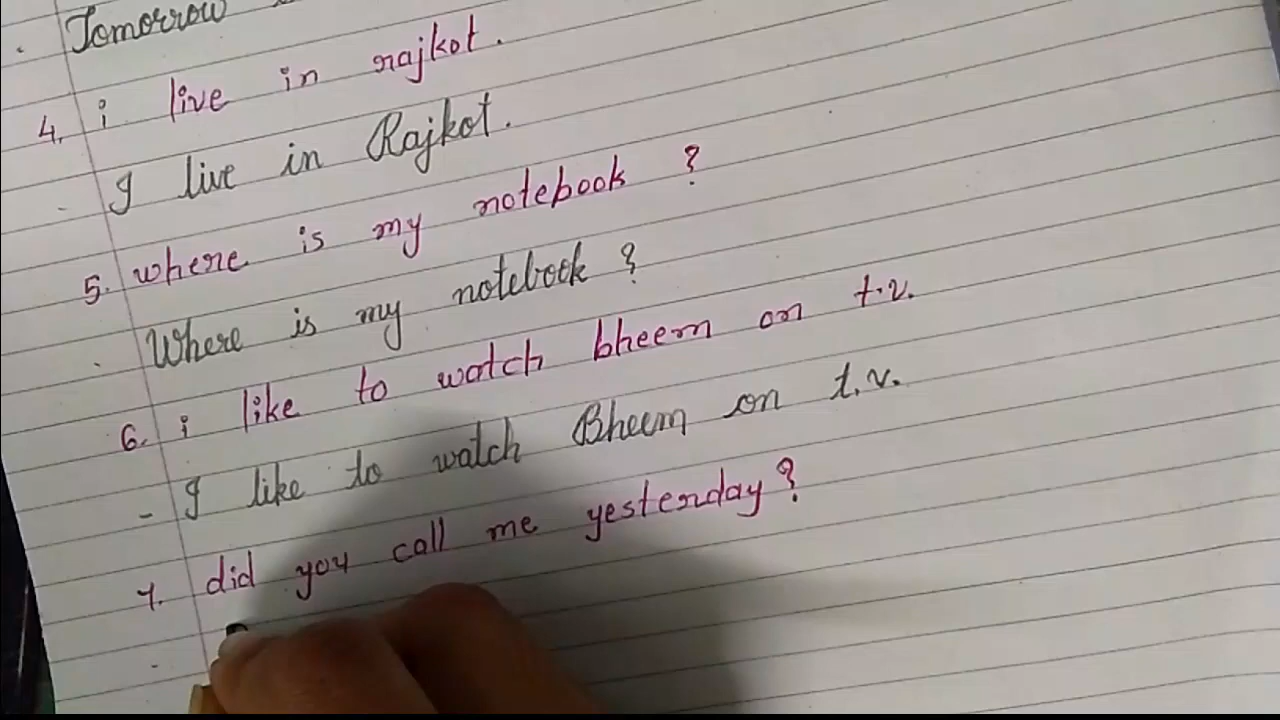 . Tomorrow
4. i live in rajkot.
- I live in Rajkot.
5. where is my notebook ?
. Where is my notebook ?
6. i like to watch bheem on t.v.
- I like to watch Bheem on t.v.
7. did you call me yesterday ?
-